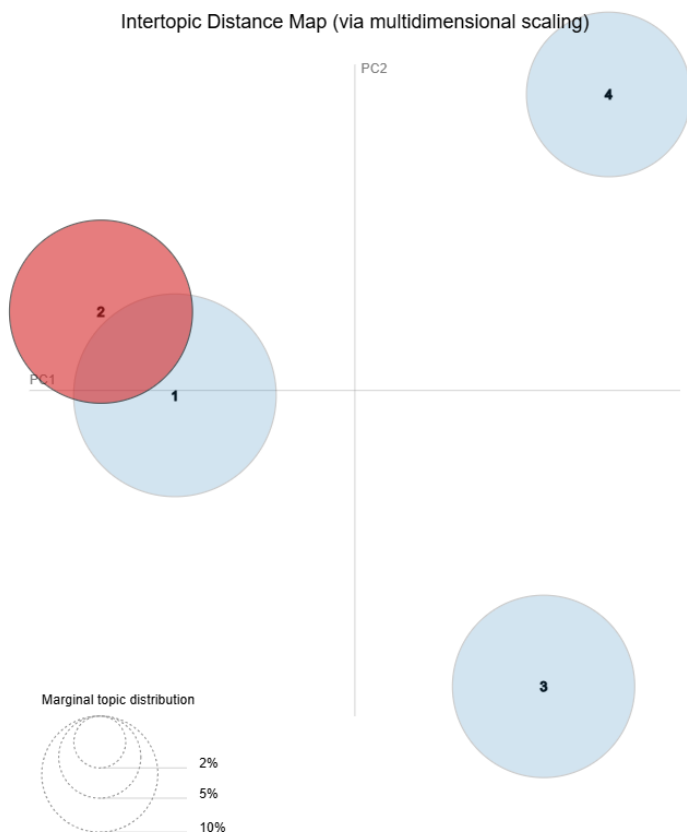 Intertopic Distance Map (via multidimensional scaling)
PC2
4
2
PC1
1
3
Marginal topic distribution
2%
5%
10%